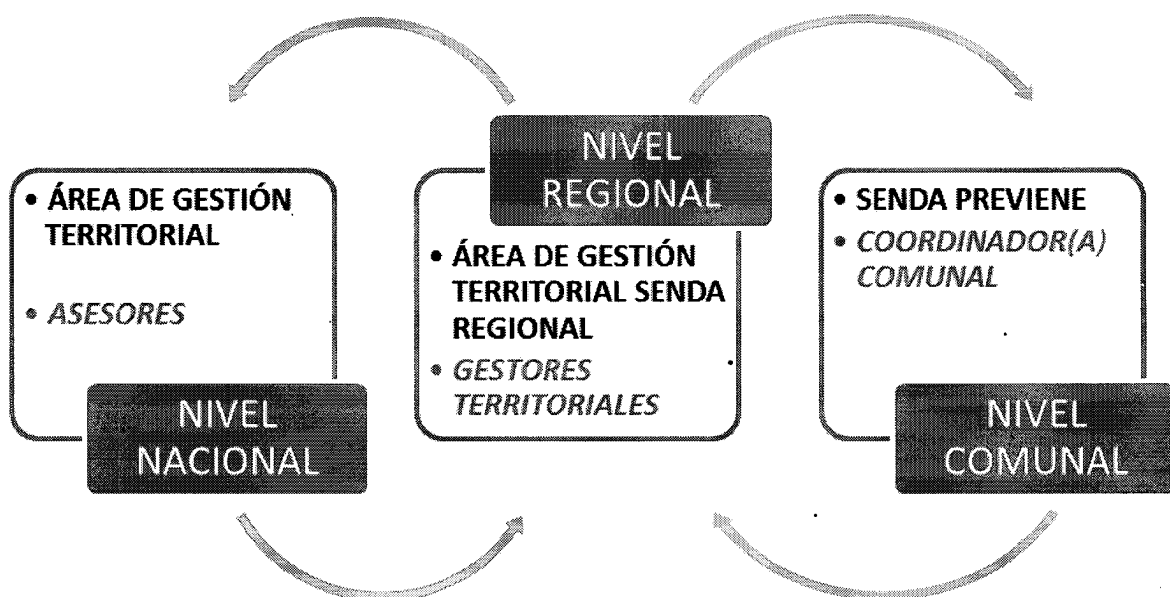 • ÁREA DE GESTIÓN
TERRITORIAL
• ASESORES
NIVEL
NACIONAL
NIVEL
REGIONAL
• ÁREA DE GESTIÓN
TERRITORIAL SENDA
REGIONAL
• GESTORES
TERRITORIALES
• SENDA PREVIENE
• COORDINADOR(A)
COMUNAL
NIVEL
COMUNAL